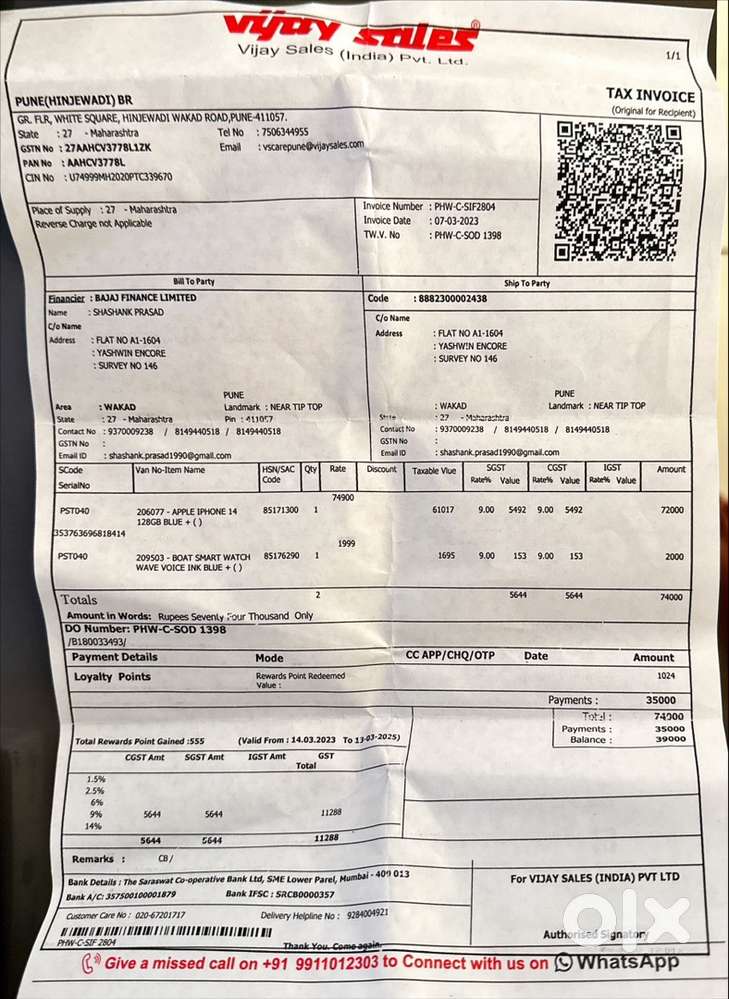 vijay sales®
Vijay Sales (India) Pvt. Ltd.
1/1
PUNE(HINJEWADI) BR
TAX INVOICE
(Original for Recipient)
GR. FLR, WHITE SQUARE, HINJEWADI WAKAD ROAD,PUNE-411057.
State : 27 - Maharashtra Tel No : 7506344955
GSTN No : 27AAHCV3778L1ZK Email : vscarepune@vijaysales.com
PAN No : AAHCV3778L
CIN No : U74999MH2020PTC339670
Place of Supply : 27 - Maharashtra
Reverse Charge not Applicable
Invoice Number : PHW-C-SIF2804
Invoice Date : 07-03-2023
TW.V. No : PHW-C-SOD 1398
Bill To Party
Financier : BAJAJ FINANCE LIMITED
Name : SHASHANK PRASAD
C/o Name
Address : FLAT NO A1-1604
: YASHWIN ENCORE
: SURVEY NO 146
PUNE
Area : WAKAD Landmark : NEAR TIP TOP
State : 27 - Maharashtra Pin : 411057
Contact No : 9370009238 / 8149440518 / 8149440518
GSTN No :
Email ID : shashank.prasad1990@gmail.com
Ship To Party
Code : 8882300002438
C/o Name
Address : FLAT NO A1-1604
: YASHWIN ENCORE
: SURVEY NO 146
PUNE
: WAKAD Landmark : NEAR TIP TOP
State : 27 - Maharashtra
Contact No : 9370009238 / 8149440518 / 8149440518
GSTN No :
Email ID : shashank.prasad1990@gmail.com
SCode Van No-Item Name HSN/SAC Qty Rate Discount Taxable Vlue SGST CGST IGST Amount
SerialNo Code Rate% Value Rate% Value Rate% Value
74900
PST040 206077 - APPLE IPHONE 14 85171300 1 61017 9.00 5492 9.00 5492 72000
128GB BLUE + ( )
353763696818414
1999
PST040 209503 - BOAT SMART WATCH 85176290 1 1695 9.00 153 9.00 153 2000
WAVE VOICE INK BLUE + ( )
Totals 2 5644 5644 74000
Amount in Words: Rupees Seventy Four Thousand Only
DO Number: PHW-C-SOD 1398
/B180033493/
Payment Details Mode CC APP/CHQ/OTP Date Amount
Loyalty Points Rewards Point Redeemed 1024
Value :
Payments : 35000
Total : 74000
Payments : 35000
Balance : 39000
Total Rewards Point Gained :555 (Valid From : 14.03.2023 To 13-03-2025)
CGST Amt SGST Amt IGST Amt GST
Total
1.5%
2.5%
6%
9% 5644 5644 11288
14%
5644 5644 11288
Remarks : CB/
Bank Details : The Saraswat Co-operative Bank Ltd, SME Lower Parel, Mumbai - 400 013
Bank A/C: 357500100001879 Bank IFSC : SRCB0000357
For VIJAY SALES (INDIA) PVT LTD
Customer Care No : 020-67201717 Delivery Helpline No : 9284004921
PHW-C-SIF 2804
Thank You. Come again.
Authorised Signatory
olx
Give a missed call on +91 9911012303 to Connect with us on WhatsApp